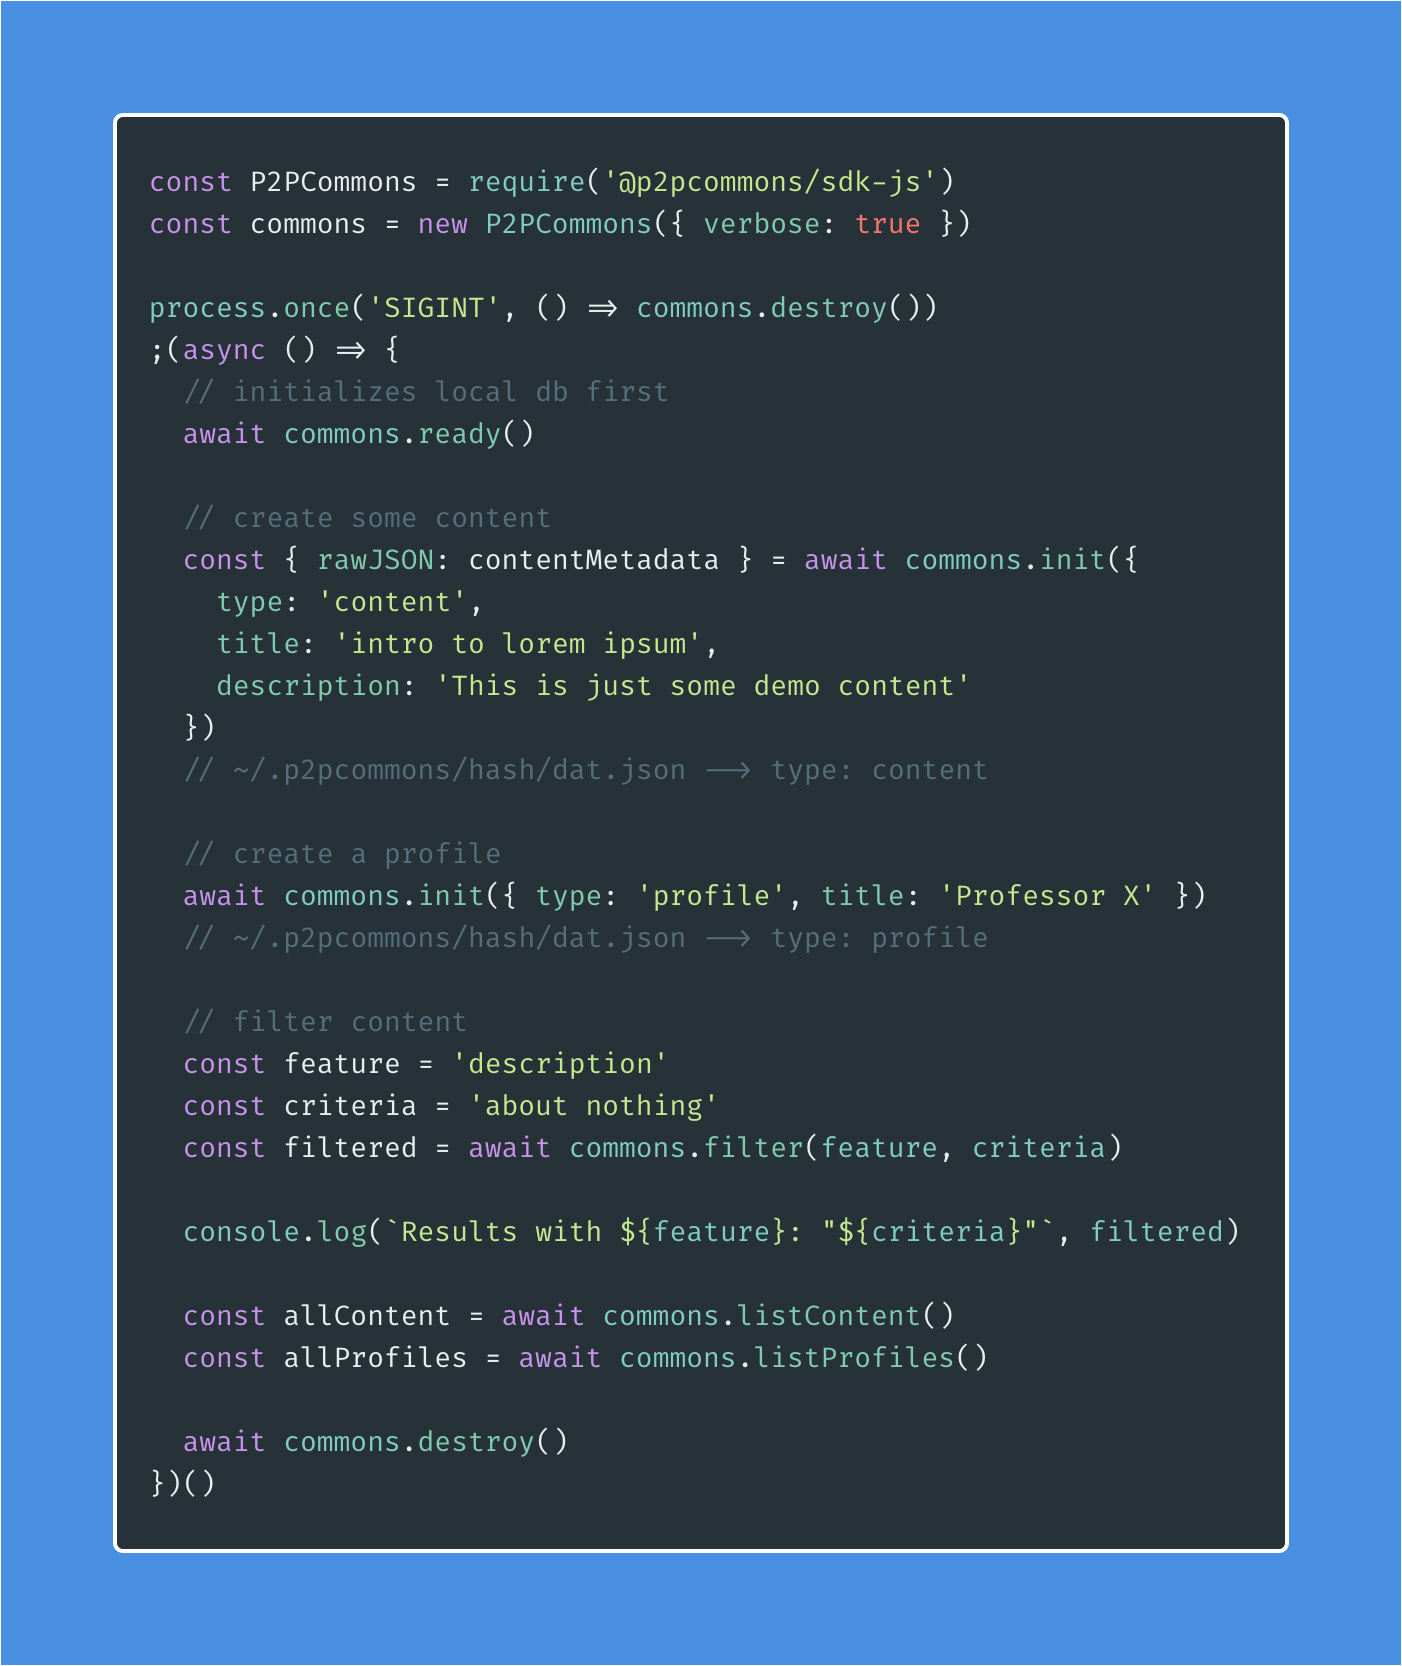 const P2PCommons = require('@p2pcommons/sdk-js')
const commons = new P2PCommons({ verbose: true })

process.once('SIGINT', () => commons.destroy())
;(async () => {
  // initializes local db first
  await commons.ready()

  // create some content
  const { rawJSON: contentMetadata } = await commons.init({
    type: 'content',
    title: 'intro to lorem ipsum',
    description: 'This is just some demo content'
  })
  // ~/.p2pcommons/hash/dat.json --> type: content

  // create a profile
  await commons.init({ type: 'profile', title: 'Professor X' })
  // ~/.p2pcommons/hash/dat.json --> type: profile

  // filter content
  const feature = 'description'
  const criteria = 'about nothing'
  const filtered = await commons.filter(feature, criteria)

  console.log(`Results with ${feature}: "${criteria}"`, filtered)

  const allContent = await commons.listContent()
  const allProfiles = await commons.listProfiles()

  await commons.destroy()
})()